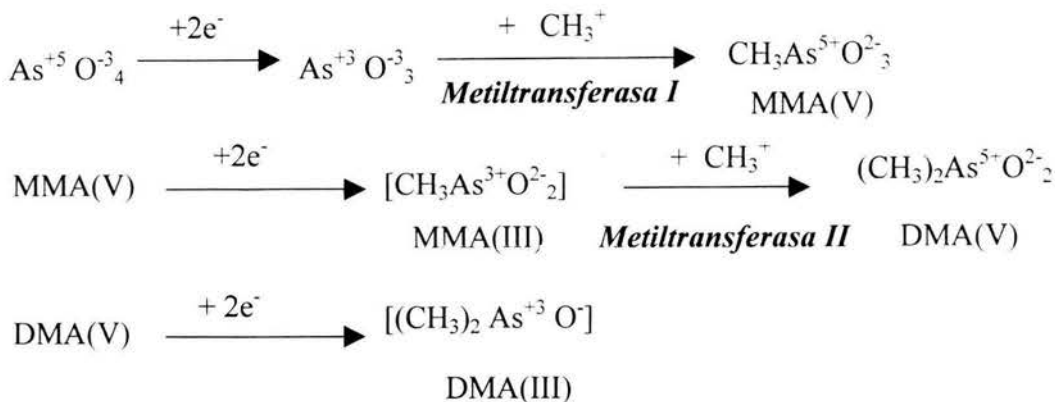 +2e⁻ + CH₃⁺
As⁺⁵ O⁻³₄ As⁺³ O⁻³₃ CH₃As⁵⁺O²⁻₃
Metiltransferasa I MMA(V)
+2e⁻ + CH₃⁺
MMA(V) [CH₃As³⁺O²⁻₂] (CH₃)₂As⁵⁺O²⁻₂
MMA(III) Metiltransferasa II DMA(V)
+ 2e⁻
DMA(V) [(CH₃)₂ As⁺³ O⁻]
DMA(III)